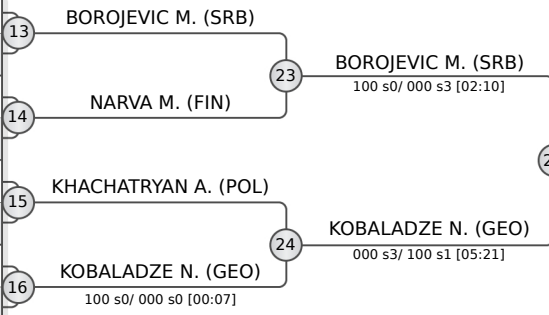 13
BOROJEVIC M. (SRB)
14
NARVA M. (FIN)
23
BOROJEVIC M. (SRB)
100 s0/ 000 s3 [02:10]
15
KHACHATRYAN A. (POL)
16
KOBALADZE N. (GEO)
100 s0/ 000 s0 [00:07]
24
KOBALADZE N. (GEO)
000 s3/ 100 s1 [05:21]